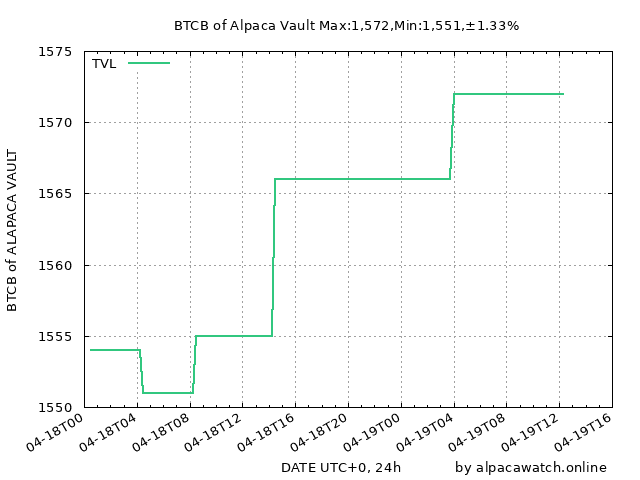 BTCB of Alpaca Vault Max:1,572,Min:1,551,±1.33%
TVL
1575
1570
1565
1560
1555
1550
BTCB of ALAPACA VAULT
04-18T00
04-18T04
04-18T08
04-18T12
04-18T16
04-18T20
04-19T00
04-19T04
04-19T08
04-19T12
04-19T16
DATE UTC+0, 24h
by alpacawatch.online